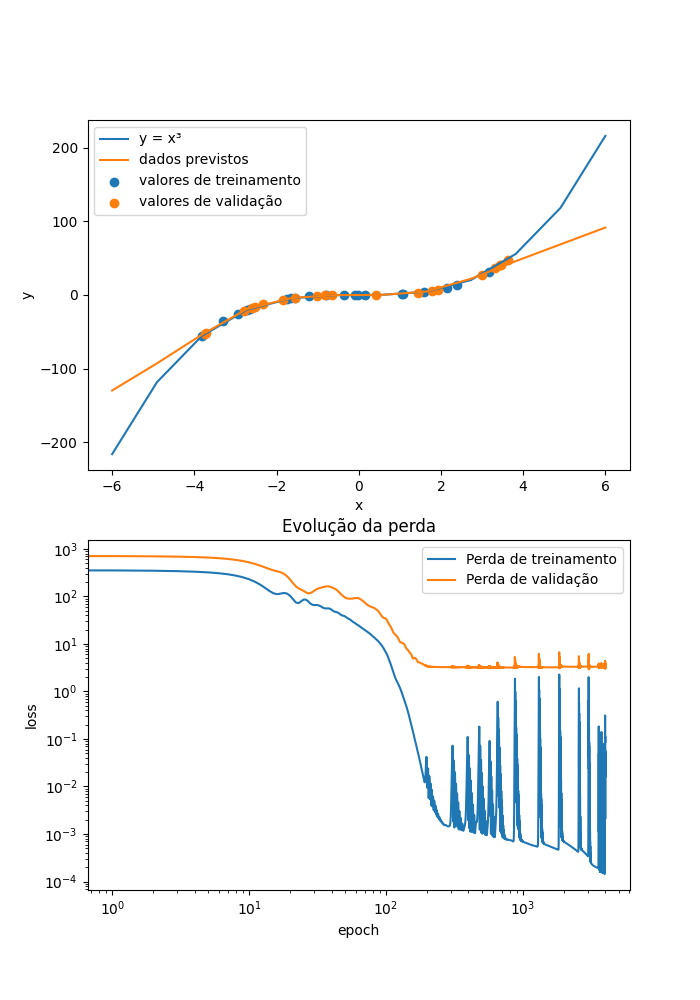 y = x³
dados previstos
valores de treinamento
valores de validação
200
100
0
−100
−200
y
−6
−4
−2
0
2
4
6
x
Evolução da perda
Perda de treinamento
Perda de validação
10³
10²
10¹
10⁰
10⁻¹
10⁻²
10⁻³
10⁻⁴
loss
10⁰
10¹
10²
10³
epoch